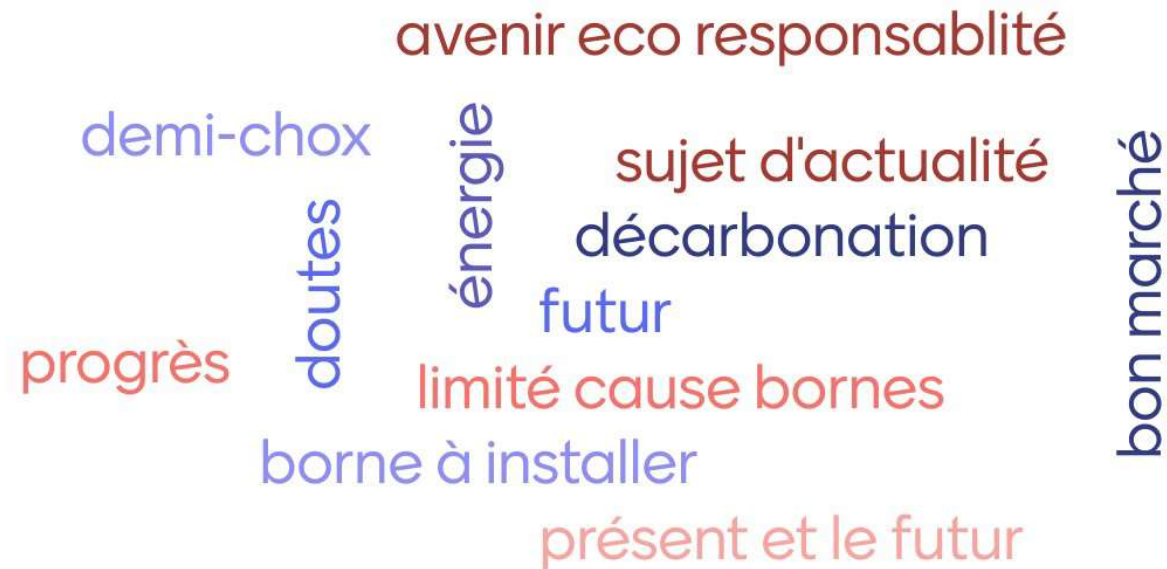 avenir eco responsablité
demi-chox
énergie
sujet d'actualité
bon marché
doutes
décarbonation
futur
progrès
limité cause bornes
borne à installer
présent et le futur